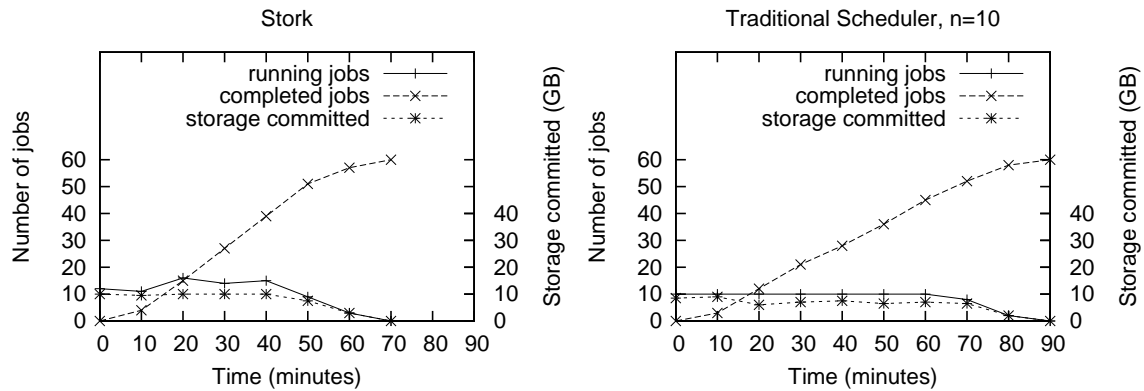 Stork
running jobs
completed jobs
storage committed
Number of jobs
60
50
40
30
20
10
0
Storage committed (GB)
40
30
20
10
0
0 10 20 30 40 50 60 70 80 90
Time (minutes)
Traditional Scheduler, n=10
running jobs
completed jobs
storage committed
Number of jobs
60
50
40
30
20
10
0
Storage committed (GB)
40
30
20
10
0
0 10 20 30 40 50 60 70 80 90
Time (minutes)